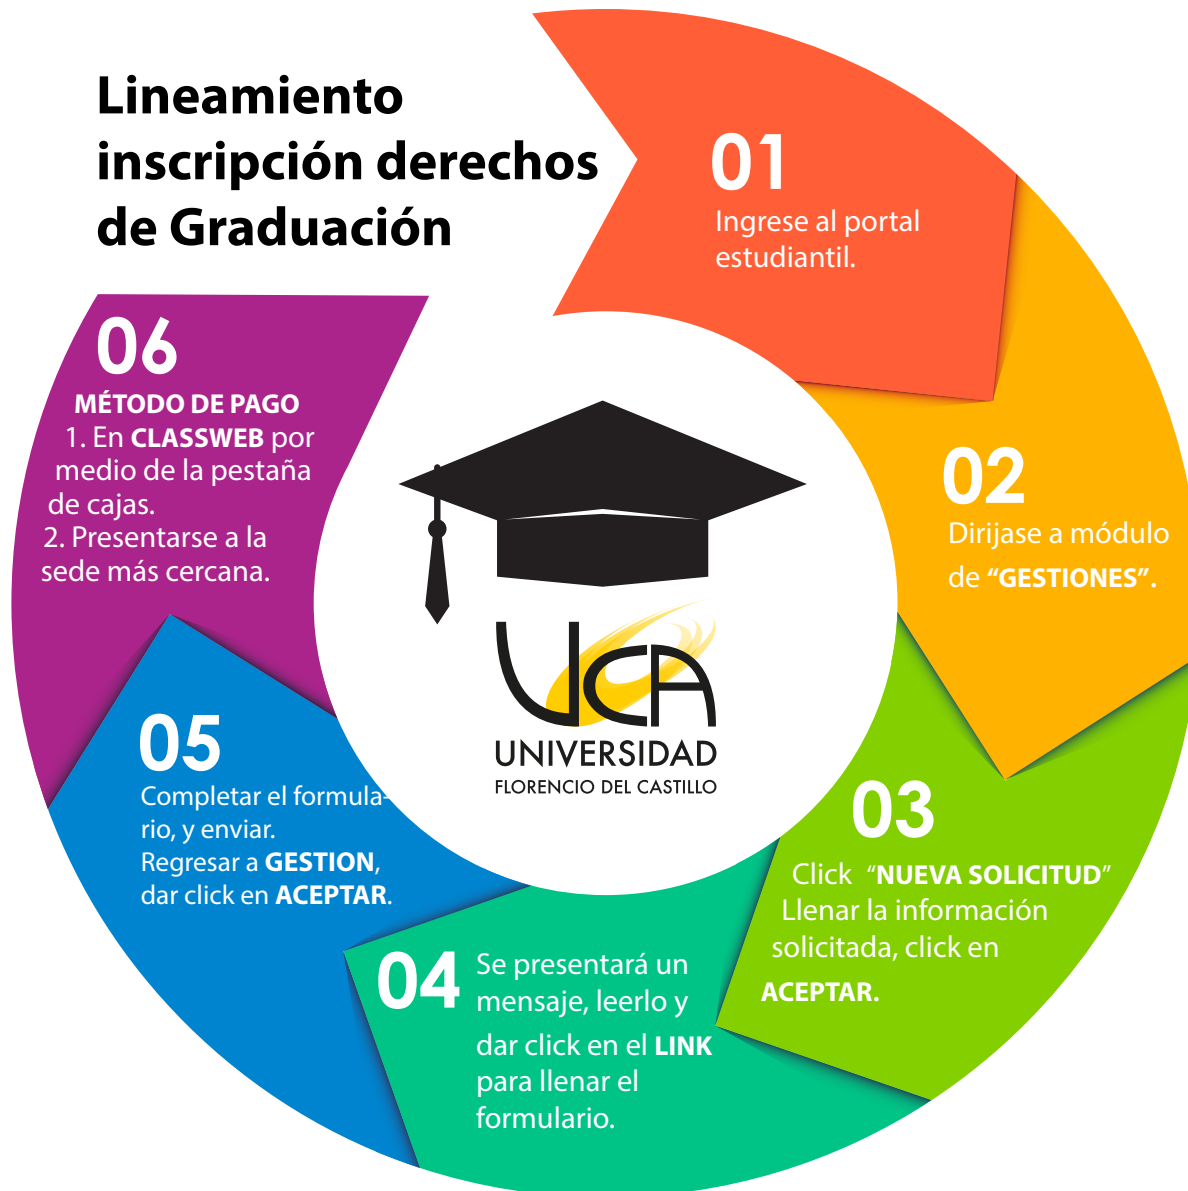 Lineamiento
inscripción derechos
de Graduación
01
Ingrese al portal
estudiantil.
02
Dirijase a módulo
de “GESTIONES”.
03
Click “NUEVA SOLICITUD”
Llenar la información
solicitada, click en
ACEPTAR.
04
Se presentará un
mensaje, leerlo y
dar click en el LINK
para llenar el
formulario.
05
Completar el formula-
rio, y enviar.
Regresar a GESTION,
dar click en ACEPTAR.
06
MÉTODO DE PAGO
1. En CLASSWEB por
medio de la pestaña
de cajas.
2. Presentarse a la
sede más cercana.
UCA
UNIVERSIDAD
FLORENCIO DEL CASTILLO